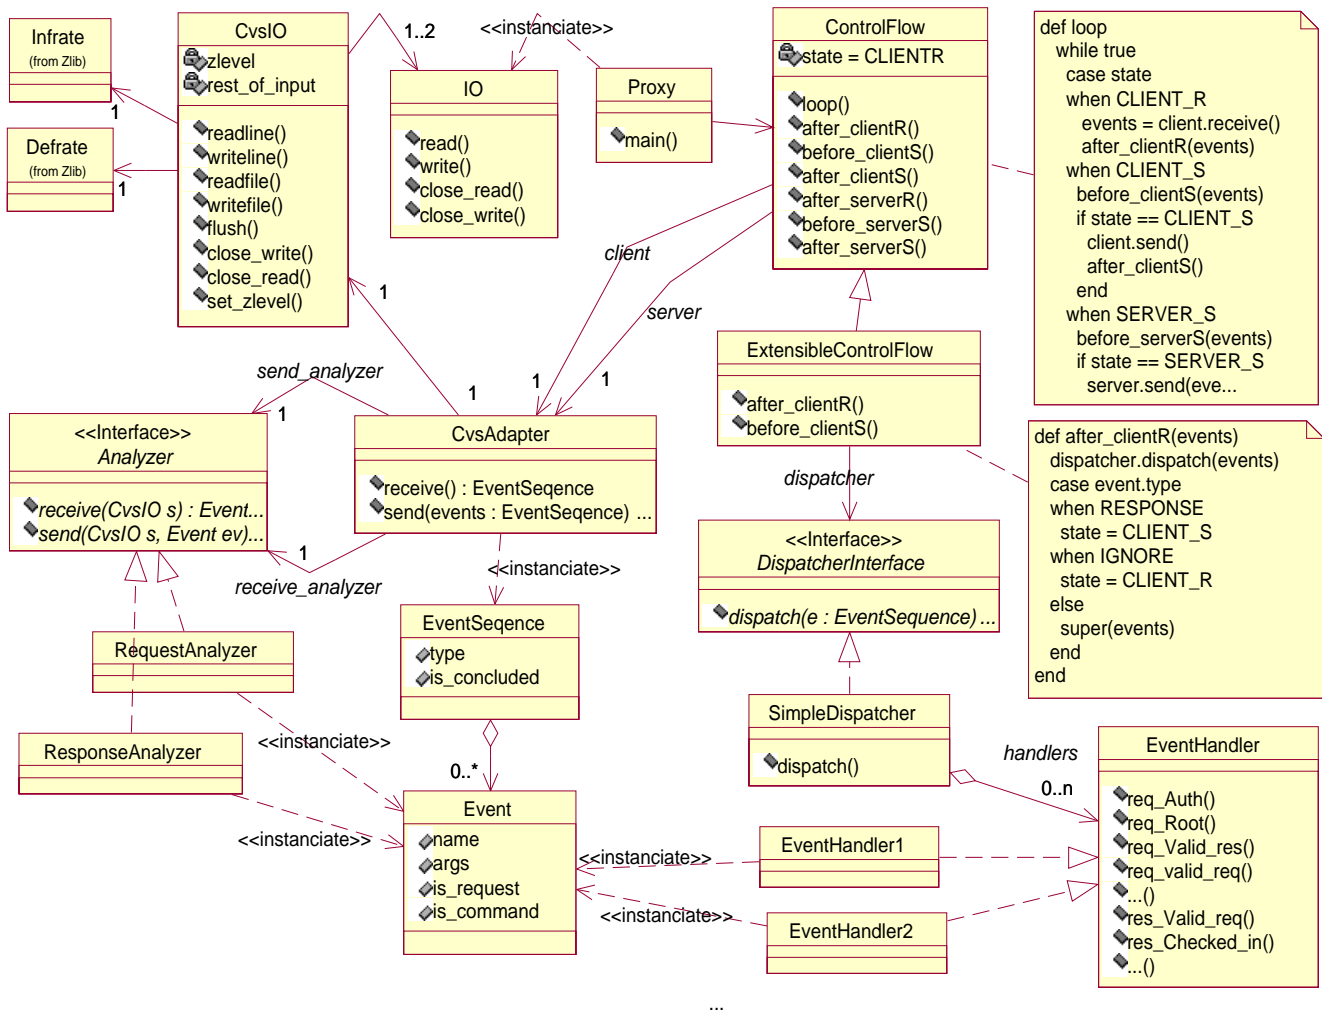 Infrate
(from Zlib)
1
Defrate
(from Zlib)
1
CvsIO
zlevel
rest_of_input
readline()
writeline()
readfile()
writefile()
flush()
close_write()
close_read()
set_zlevel()
1..2
IO
read()
write()
close_read()
close_write()
<<instanciate>>
Proxy
main()
ControlFlow
state = CLIENTR
loop()
after_clientR()
before_clientS()
after_clientS()
after_serverR()
before_serverS()
after_serverS()
def loop
while true
case state
when CLIENT_R
events = client.receive()
after_clientR(events)
when CLIENT_S
before_clientS(events)
if state == CLIENT_S
client.send()
after_clientS()
end
when SERVER_S
before_serverS(events)
if state == SERVER_S
server.send(eve...
client
server
1
1
1
1
ExtensibleControlFlow
after_clientR()
before_clientS()
def after_clientR(events)
dispatcher.dispatch(events)
case event.type
when RESPONSE
state = CLIENT_S
when IGNORE
state = CLIENT_R
else
super(events)
end
end
send_analyzer
1
<<Interface>>
Analyzer
receive(CvsIO s) : Event...
send(CvsIO s, Event ev)...
CvsAdapter
receive() : EventSeqence
send(events : EventSeqence) ...
1
receive_analyzer
<<instanciate>>
dispatcher
<<Interface>>
DispatcherInterface
dispatch(e : EventSequence) ...
RequestAnalyzer
ResponseAnalyzer
<<instanciate>>
<<instanciate>>
EventSeqence
type
is_concluded
0..*
Event
name
args
is_request
is_command
SimpleDispatcher
dispatch()
handlers
0..n
EventHandler
req_Auth()
req_Root()
req_Valid_res()
req_valid_req()
...()
res_Valid_req()
res_Checked_in()
...()
<<instanciate>>
EventHandler1
<<instanciate>>
EventHandler2
...